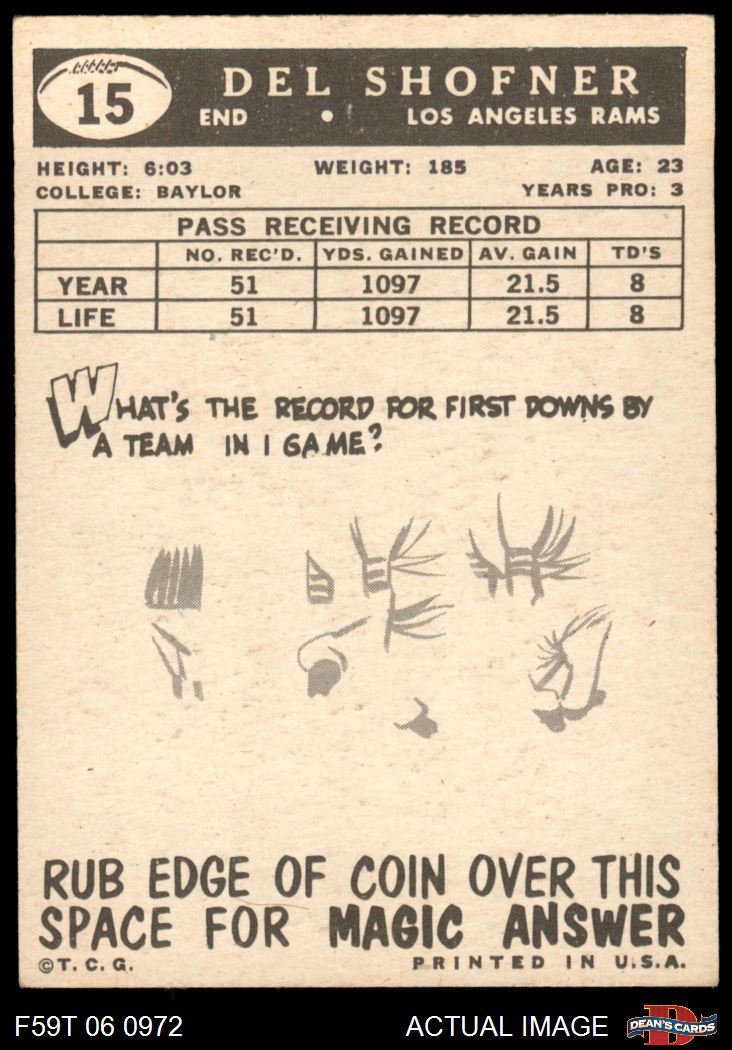 15
DEL SHOFNER
END • LOS ANGELES RAMS
HEIGHT: 6:03 WEIGHT: 185 AGE: 23
COLLEGE: BAYLOR YEARS PRO: 3
PASS RECEIVING RECORD
NO. REC'D. YDS. GAINED AV. GAIN TD'S
YEAR 51 1097 21.5 8
LIFE 51 1097 21.5 8
WHAT'S THE RECORD FOR FIRST DOWNS BY
A TEAM IN 1 GAME?
RUB EDGE OF COIN OVER THIS
SPACE FOR MAGIC ANSWER
©T.C.G. PRINTED IN U.S.A.
F59T 06 0972 ACTUAL IMAGE D DEAN'S CARDS